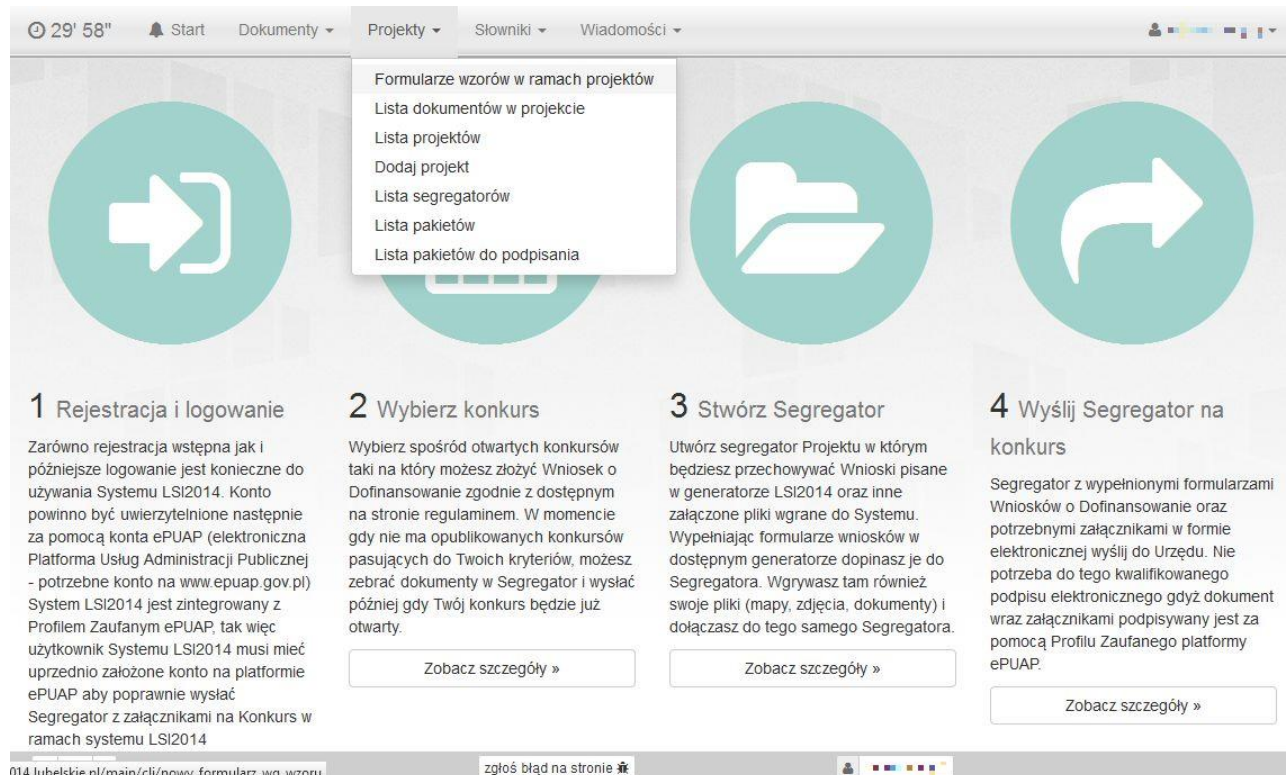 29' 58" Start Dokumenty Projekty Słowniki Wiadomości
Formularze wzorów w ramach projektów
Lista dokumentów w projekcie
Lista projektów
Dodaj projekt
Lista segregatorów
Lista pakietów
Lista pakietów do podpisania
1 Rejestracja i logowanie
Zarówno rejestracja wstępna jak i
późniejsze logowanie jest konieczne do
używania Systemu LSI2014. Konto
powinno być uwierzytelnione następnie
za pomocą konta ePUAP (elektroniczna
Platforma Usług Administracji Publicznej
- potrzebne konto na www.epuap.gov.pl)
System LSI2014 jest zintegrowany z
Profilem Zaufanym ePUAP, tak więc
użytkownik Systemu LSI2014 musi mieć
uprzednio założone konto na platformie
ePUAP aby poprawnie wysłać
Segregator z załącznikami na Konkurs w
ramach systemu LSI2014
2 Wybierz konkurs
Wybierz spośród otwartych konkursów
taki na który możesz złożyć Wniosek o
Dofinansowanie zgodnie z dostępnym
na stronie regulaminem. W momencie
gdy nie ma opublikowanych konkursów
pasujących do Twoich kryteriów, możesz
zebrać dokumenty w Segregator i wysłać
później gdy Twój konkurs będzie już
otwarty.
Zobacz szczegóły »
3 Stwórz Segregator
Utwórz segregator Projektu w którym
będziesz przechowywać Wnioski pisane
w generatorze LSI2014 oraz inne
załączone pliki wgrane do Systemu.
Wypełniając formularze wniosków w
dostępnym generatorze dopinasz je do
Segregatora. Wgrywasz tam również
swoje pliki (mapy, zdjęcia, dokumenty) i
dołączasz do tego samego Segregatora.
Zobacz szczegóły »
4 Wyślij Segregator na
konkurs
Segregator z wypełnionymi formularzami
Wniosków o Dofinansowanie oraz
potrzebnymi załącznikami w formie
elektronicznej wyślij do Urzędu. Nie
potrzeba do tego kwalifikowanego
podpisu elektronicznego gdyż dokument
wraz załącznikami podpisywany jest za
pomocą Profilu Zaufanego platformy
ePUAP.
Zobacz szczegóły »
014.lubelskie.pl/main/cli/nowy_formularz_wg_wzoru
zgłoś błąd na stronie